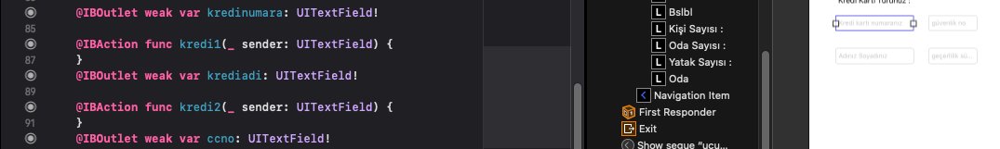 @IBOutlet weak var kredinumara: UITextField!
85
@IBAction func kredi1(_ sender: UITextField) {
87 }
@IBOutlet weak var krediadi: UITextField!
89
@IBAction func kredi2(_ sender: UITextField) {
91 }
@IBOutlet weak var ccno: UITextField!
L Bslbl
L Kişi Sayısı :
L Oda Sayısı :
L Yatak Sayısı :
L Oda
Navigation Item
First Responder
Exit
Show segue "ucu...
Kredi Kartı Türünüz :
Kredi kartı numaranız
güvenlik no
Adınız Soyadınız
geçerlilik sü...